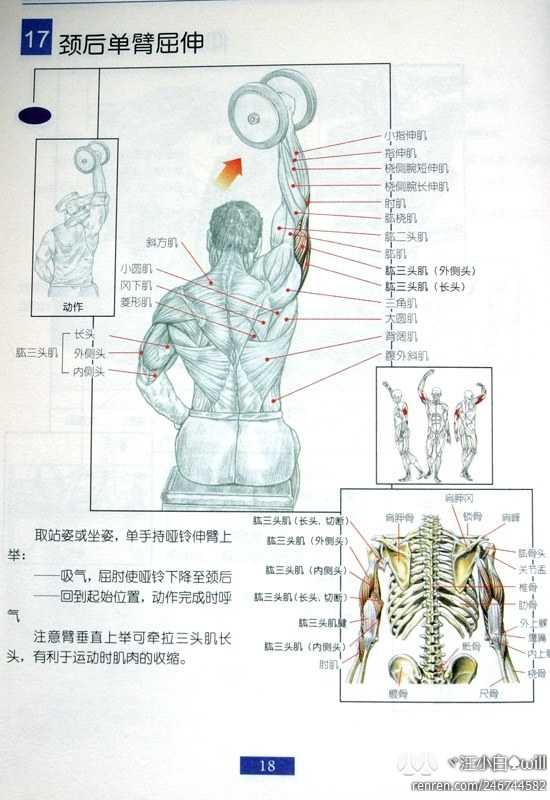 17 颈后单臂屈伸
小指伸肌
指伸肌
桡侧腕短伸肌
桡侧腕长伸肌
肘肌
肱桡肌
肱二头肌
肱肌
肱三头肌（外侧头）
肱三头肌（长头）
三角肌
大圆肌
背阔肌
腹外斜肌
斜方肌
小圆肌
冈下肌
菱形肌
动作
肱三头肌
长头
外侧头
内侧头
取站姿或坐姿，单手持哑铃伸臂上
举：
——吸气，屈肘使哑铃下降至颈后
——回到起始位置，动作完成时呼
气
注意臂垂直上举可牵拉三头肌长
头，有利于运动时肌肉的收缩。
肱三头肌（长头、切断）
肱三头肌（外侧头）
肱三头肌（内侧头）
肱三头肌（长头、切断）
肱三头肌腱
肱三头肌（内侧头）
肘肌
肩胛冈
肩胛骨
锁骨
肩峰
肱骨头
关节盂
椎骨
肋骨
外上髁
鹰嘴
内上髁
骶骨
桡骨
髋骨
尺骨
18
汪小白♤will
renren.com/246744582